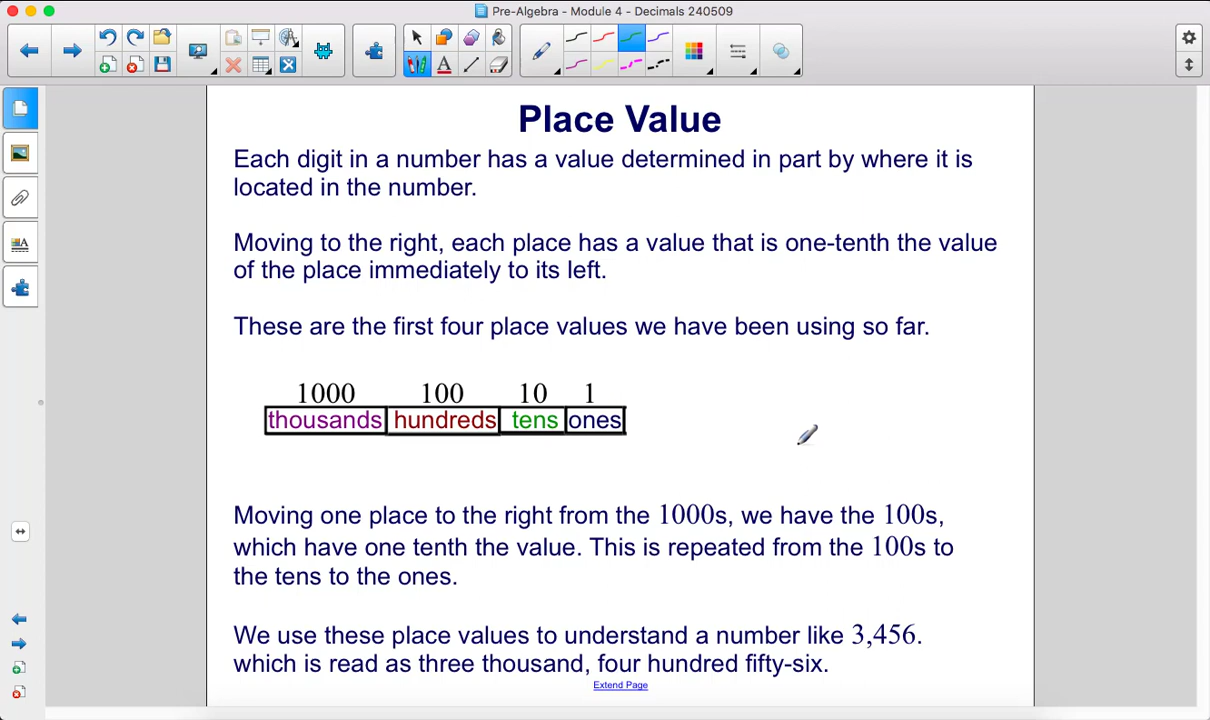 Pre-Algebra - Module 4 - Decimals 240509
Place Value
Each digit in a number has a value determined in part by where it is
located in the number.
Moving to the right, each place has a value that is one-tenth the value
of the place immediately to its left.
These are the first four place values we have been using so far.
1000 100 10 1
thousands hundreds tens ones
Moving one place to the right from the 1000s, we have the 100s,
which have one tenth the value. This is repeated from the 100s to
the tens to the ones.
We use these place values to understand a number like 3,456.
which is read as three thousand, four hundred fifty-six.
Extend Page